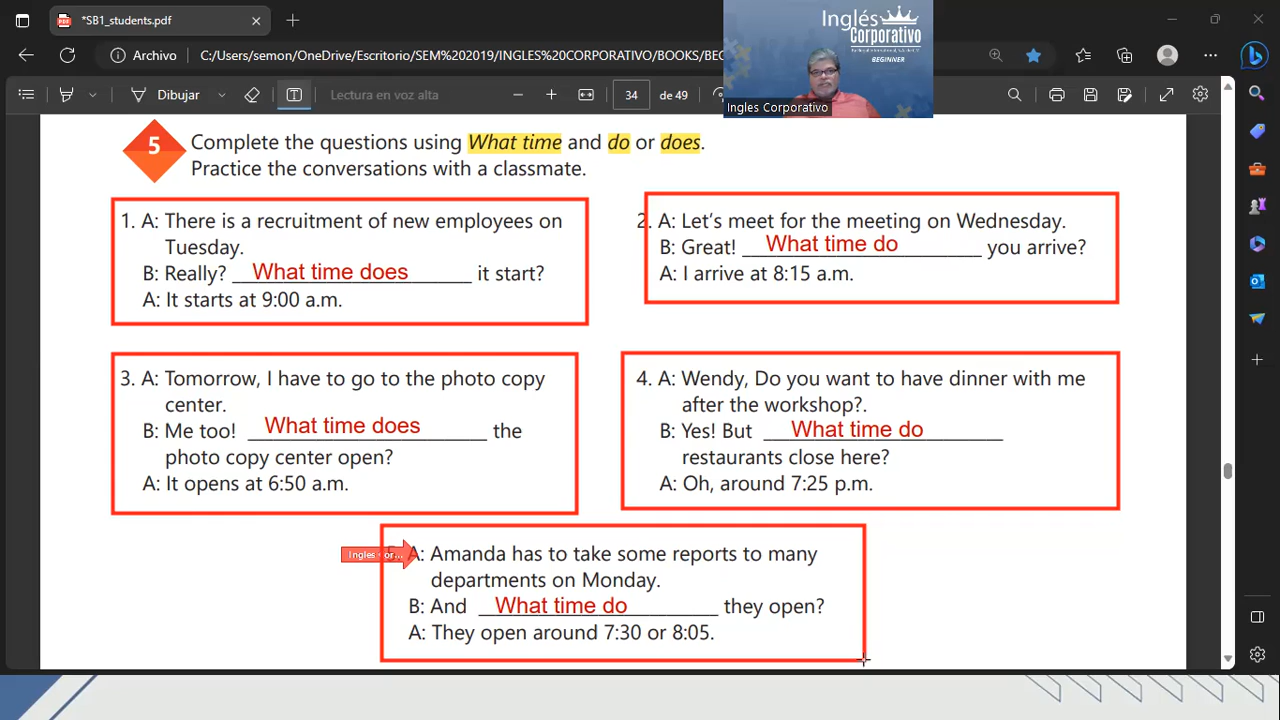 *SB1_students.pdf
Archivo
C:/Users/semon/OneDrive/Escritorio/SEM%202019/INGLES%20CORPORATIVO/BOOKS/BEC
Dibujar
Lectura en voz alta
34
de 49
Inglés
Corporativo
BEGINNER
Ingles Corporativo
5
Complete the questions using What time and do or does.
Practice the conversations with a classmate.
1. A: There is a recruitment of new employees on
Tuesday.
B: Really? What time does it start?
A: It starts at 9:00 a.m.
2. A: Let's meet for the meeting on Wednesday.
B: Great! What time do you arrive?
A: I arrive at 8:15 a.m.
3. A: Tomorrow, I have to go to the photo copy
center.
B: Me too! What time does the
photo copy center open?
A: It opens at 6:50 a.m.
4. A: Wendy, Do you want to have dinner with me
after the workshop?.
B: Yes! But What time do
restaurants close here?
A: Oh, around 7:25 p.m.
Ingles Cor...
A: Amanda has to take some reports to many
departments on Monday.
B: And What time do they open?
A: They open around 7:30 or 8:05.